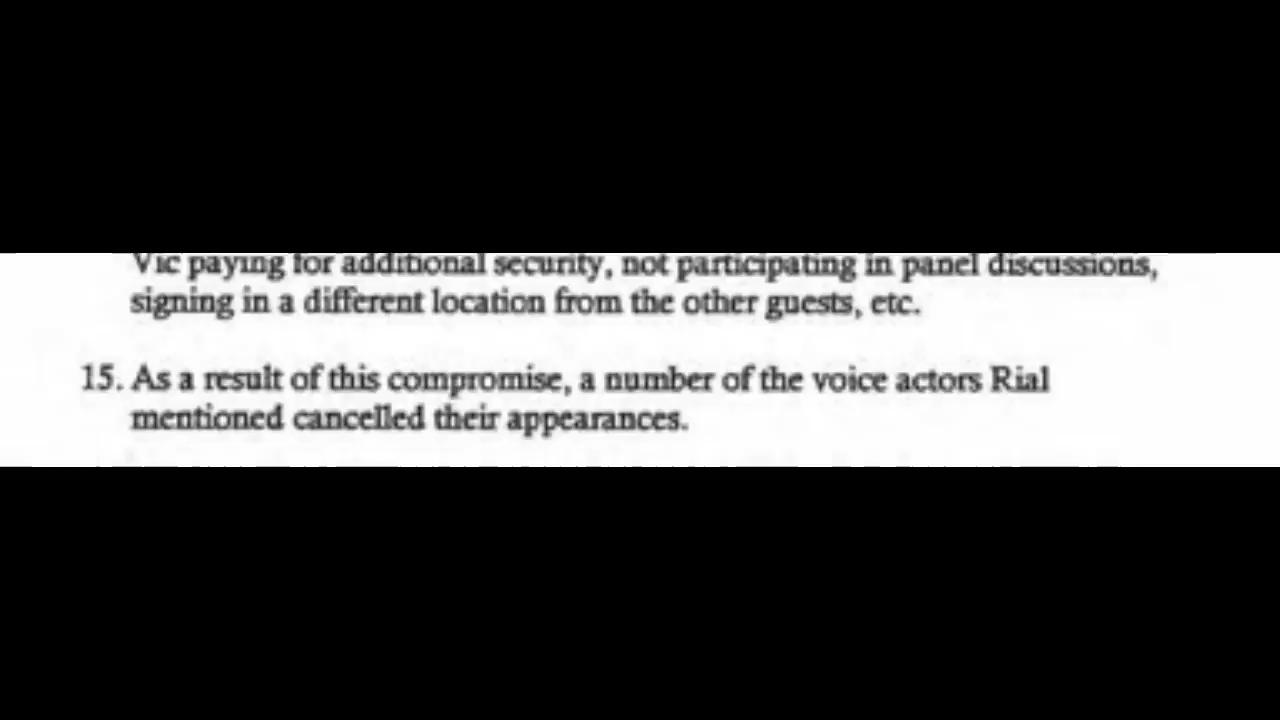 Vic paying for additional security, not participating in panel discussions,
signing in a different location from the other guests, etc.
15. As a result of this compromise, a number of the voice actors Rial
mentioned cancelled their appearances.